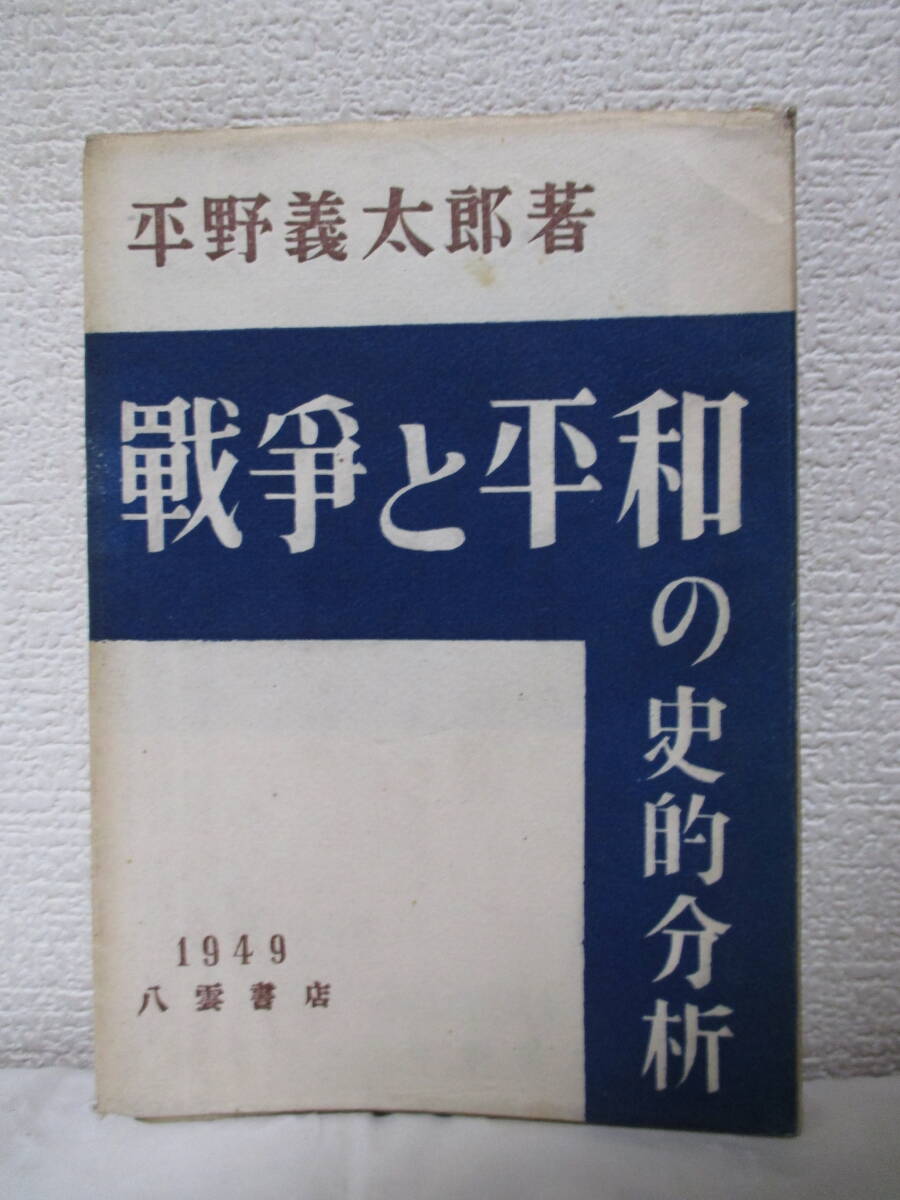 平野義太郎著
戰爭と平和
の史的分析
1949
八雲書店